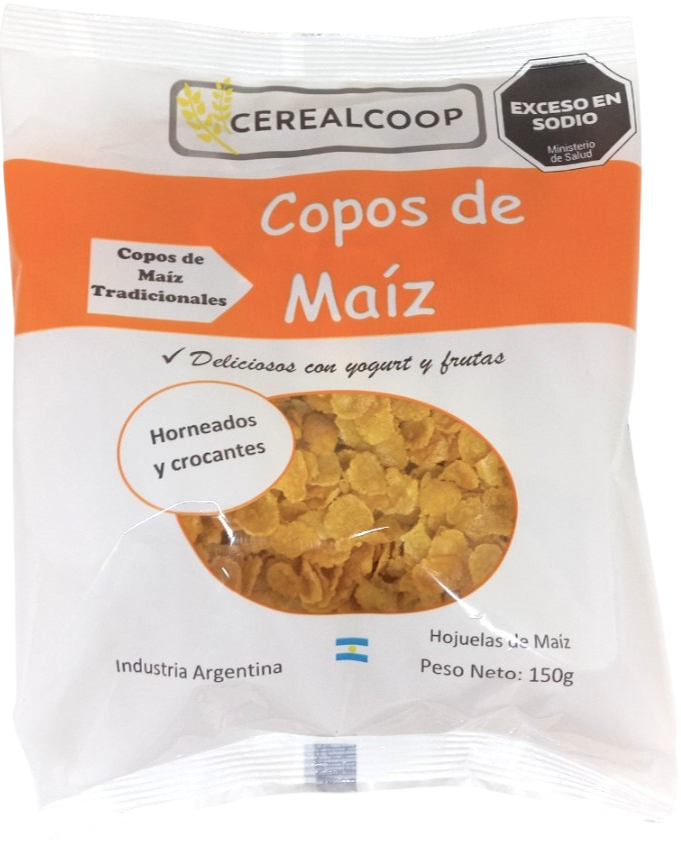 CEREALCOOP
EXCESO EN
SODIO
Ministerio
de Salud
Copos de
Maíz
Copos de
Maíz
Tradicionales
✓ Deliciosos con yogurt y frutas
Horneados
y crocantes
Hojuelas de Maíz
Industria Argentina
Peso Neto: 150g